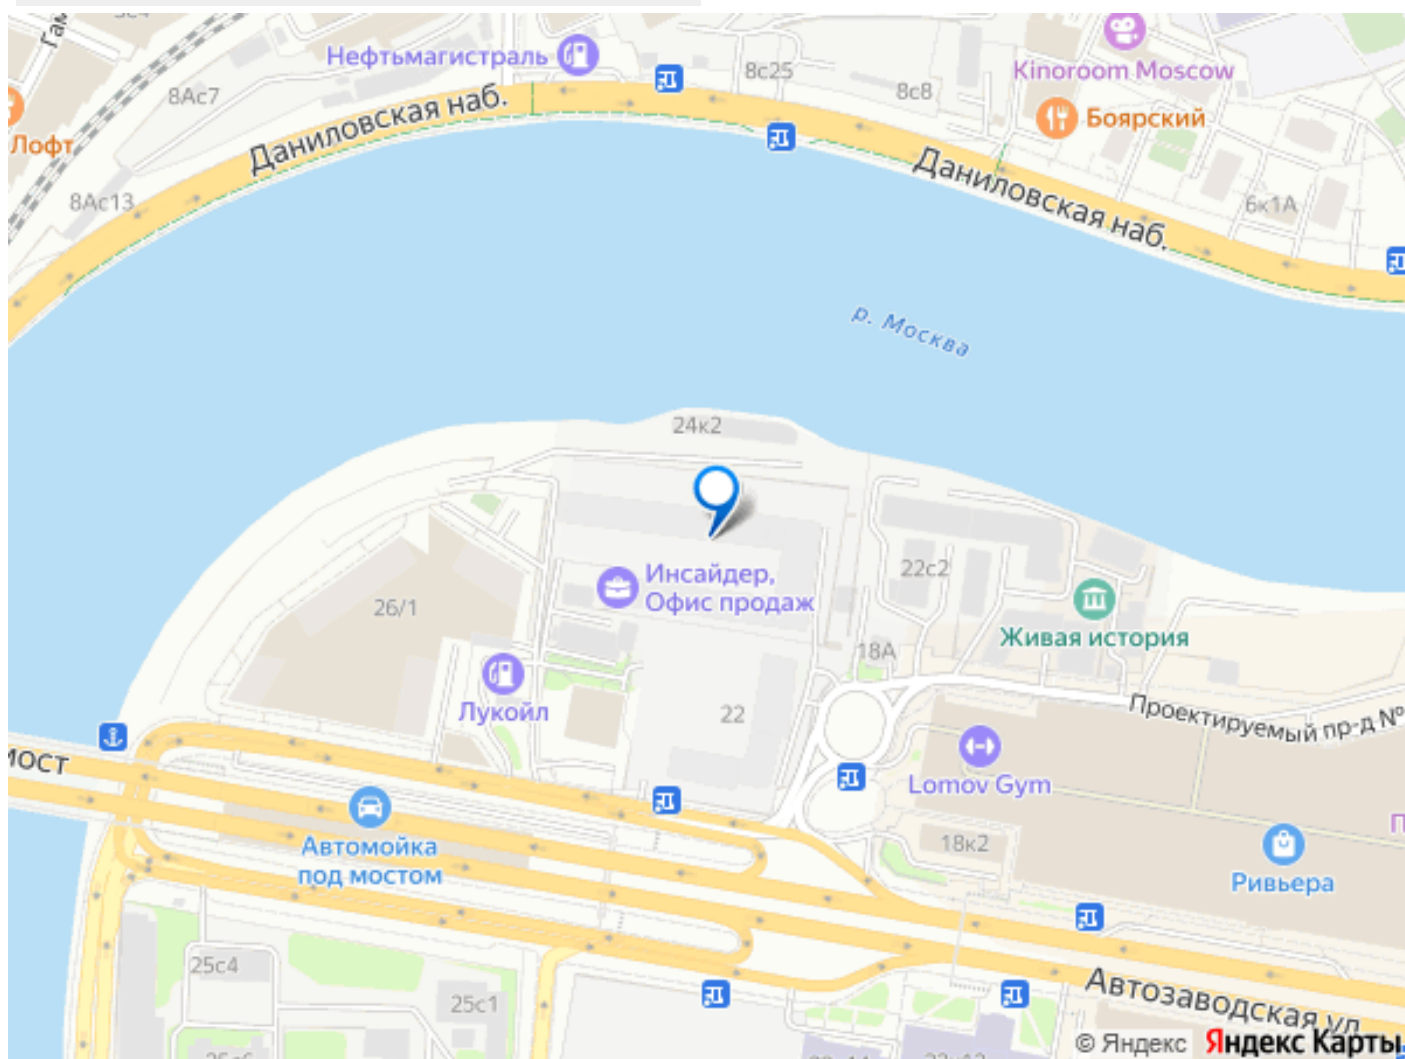 Нефтьмагистраль
8с25
8с8
Kinoroom Moscow
Боярский
8Ас7
Даниловская наб.
Лофт
8Ас13
Даниловская наб.
6к1А
р. Москва
24к2
Инсайдер,
Офис продаж
22с2
26/1
Живая история
18А
Лукойл
22
Проектируемый пр-д №
мост
Lomov Gym
Автомойка
под мостом
18к2
Ривьера
25с4
25с1
Автозаводская ул
© Яндекс Яндекс Карты